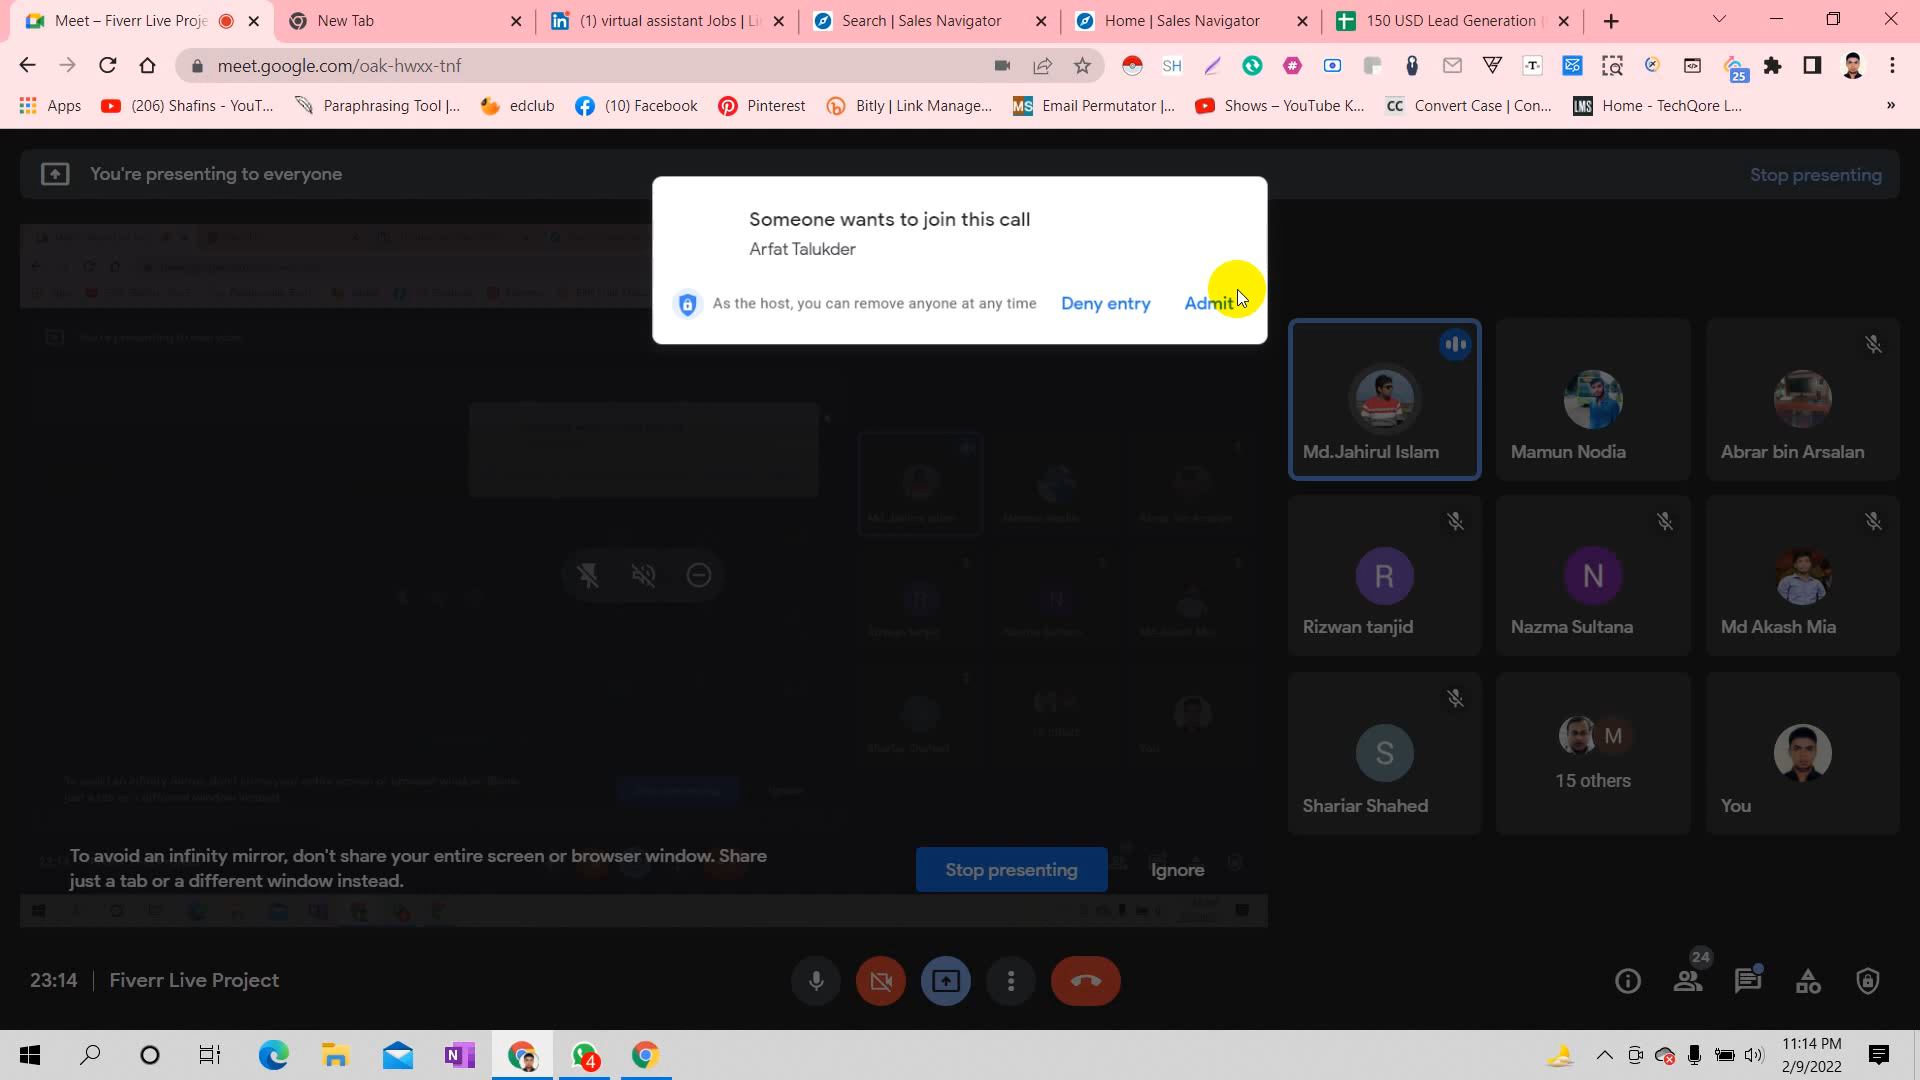 Meet – Fiverr Live Proje
New Tab
(1) virtual assistant Jobs | Li
Search | Sales Navigator
Home | Sales Navigator
150 USD Lead Generation
meet.google.com/oak-hwxx-tnf
SH
25
Apps
(206) Shafins - YouT...
Paraphrasing Tool |...
edclub
(10) Facebook
Pinterest
Bitly | Link Manage...
MS Email Permutator |...
Shows – YouTube K...
CC Convert Case | Con...
LMS Home - TechQore L...
»
You're presenting to everyone
Stop presenting
Someone wants to join this call
Arfat Talukder
As the host, you can remove anyone at any time
Deny entry
Admit
Md.Jahirul Islam
Mamun Nodia
Abrar bin Arsalan
R
Rizwan tanjid
N
Nazma Sultana
Md Akash Mia
S
Shariar Shahed
M
15 others
You
To avoid an infinity mirror, don't share your entire screen or browser window. Share
just a tab or a different window instead.
Stop presenting
Ignore
23:14
Fiverr Live Project
24
4
11:14 PM
2/9/2022